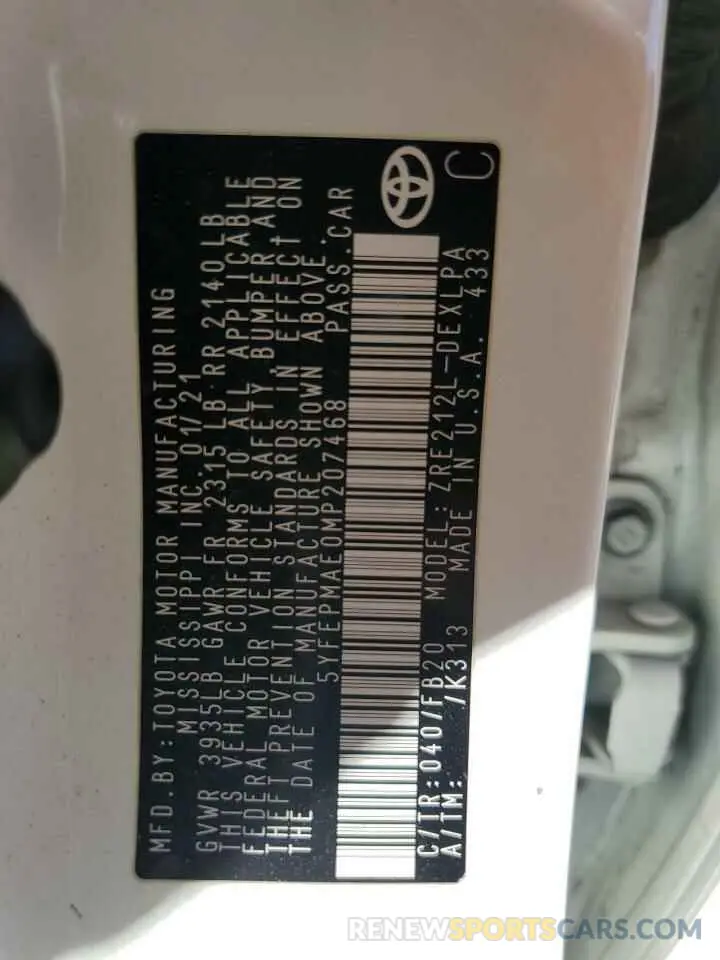 MFD.BY:TOYOTA MOTOR MANUFACTURING
MISSISSIPPI INC. 01/21
GVWR 3935LB GAWR FR 2315 LB RR 2140LB
THIS VEHICLE CONFORMS TO ALL APPLICABLE
FEDERAL MOTOR VEHICLE SAFETY BUMPER AND
THEFT PREVENTION STANDARDS IN EFFECT ON
THE DATE OF MANUFACTURE SHOWN ABOVE.
5YFEPMAE0MP207468 PASS.CAR
C/TR:040/FB20 MODEL:ZRE212L-DEXLPA
A/TM: /K313 MADE IN U.S.A. 433
C
RENEWSPORTSCARS.COM